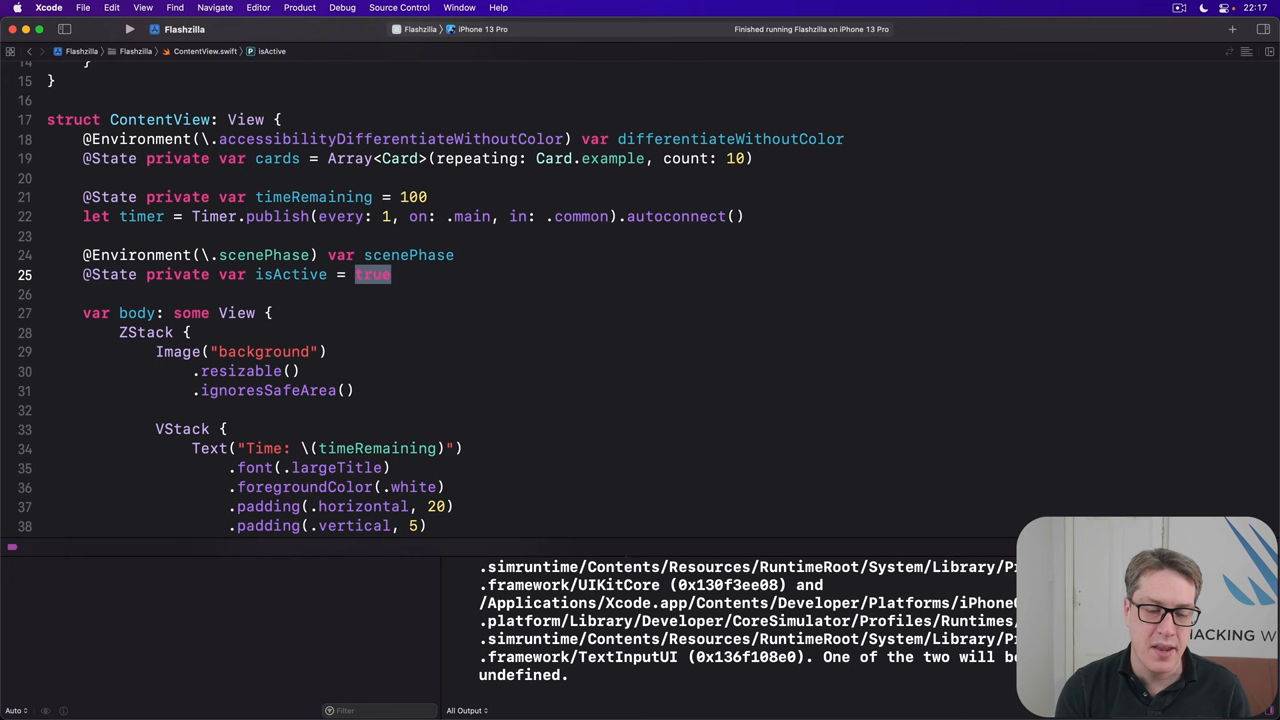 Xcode File Edit View Find Navigate Editor Product Debug Source Control Window Help 22:17
Flashzilla
Flashzilla 〉 iPhone 13 Pro
Finished running Flashzilla on iPhone 13 Pro
Flashzilla 〉 Flashzilla 〉 ContentView.swift 〉 P isActive
14 }
15 }
16
17 struct ContentView: View {
18 @Environment(\.accessibilityDifferentiateWithoutColor) var differentiateWithoutColor
19 @State private var cards = Array<Card>(repeating: Card.example, count: 10)
20
21 @State private var timeRemaining = 100
22 let timer = Timer.publish(every: 1, on: .main, in: .common).autoconnect()
23
24 @Environment(\.scenePhase) var scenePhase
25 @State private var isActive = true
26
27 var body: some View {
28 ZStack {
29 Image("background")
30 .resizable()
31 .ignoresSafeArea()
32
33 VStack {
34 Text("Time: \(timeRemaining)")
35 .font(.largeTitle)
36 .foregroundColor(.white)
37 .padding(.horizontal, 20)
38 .padding(.vertical, 5)
.simruntime/Contents/Resources/RuntimeRoot/System/Library/
.framework/UIKitCore (0x130f3ee08) and
/Applications/Xcode.app/Contents/Developer/Platforms/
.platform/Library/Developer/CoreSimulator/Profiles/Runtimes/
.simruntime/Contents/Resources/RuntimeRoot/System/Library/
.framework/TextInputUI (0x136f108e0). One of the two will
undefined.
HACKING
Auto
Filter
All Output